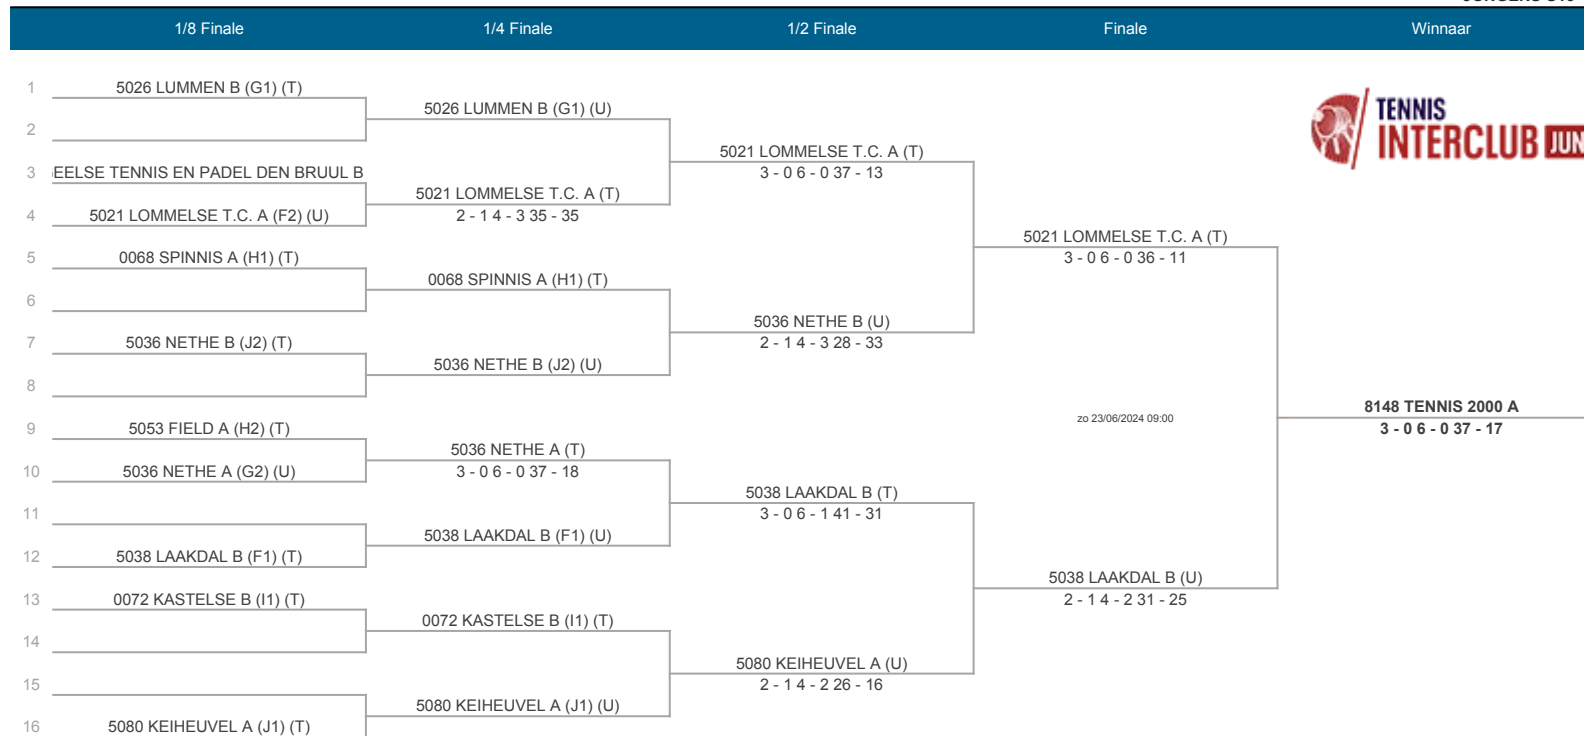 1/8 Finale 1/4 Finale 1/2 Finale Finale Winnaar
1 5026 LUMMEN B (G1) (T)
5026 LUMMEN B (G1) (U)
2
5021 LOMMELSE T.C. A (T)
3 EELSE TENNIS EN PADEL DEN BRUUL B
3 - 0 6 - 0 37 - 13
5021 LOMMELSE T.C. A (T)
4 5021 LOMMELSE T.C. A (F2) (U)
2 - 1 4 - 3 35 - 35
5021 LOMMELSE T.C. A (T)
5 0068 SPINNIS A (H1) (T)
3 - 0 6 - 0 36 - 11
0068 SPINNIS A (H1) (T)
6
5036 NETHE B (U)
7 5036 NETHE B (J2) (T)
2 - 1 4 - 3 28 - 33
5036 NETHE B (J2) (U)
8
8148 TENNIS 2000 A
zo 23/06/2024 09:00
9 5053 FIELD A (H2) (T)
3 - 0 6 - 0 37 - 17
5036 NETHE A (T)
10 5036 NETHE A (G2) (U)
3 - 0 6 - 0 37 - 18
5038 LAAKDAL B (T)
11
3 - 0 6 - 1 41 - 31
5038 LAAKDAL B (F1) (U)
12 5038 LAAKDAL B (F1) (T)
5038 LAAKDAL B (U)
13 0072 KASTELSE B (I1) (T)
2 - 1 4 - 2 31 - 25
0072 KASTELSE B (I1) (T)
14
5080 KEIHEUVEL A (U)
15
2 - 1 4 - 2 26 - 16
5080 KEIHEUVEL A (J1) (U)
16 5080 KEIHEUVEL A (J1) (T)
TENNIS
INTERCLUB JUN